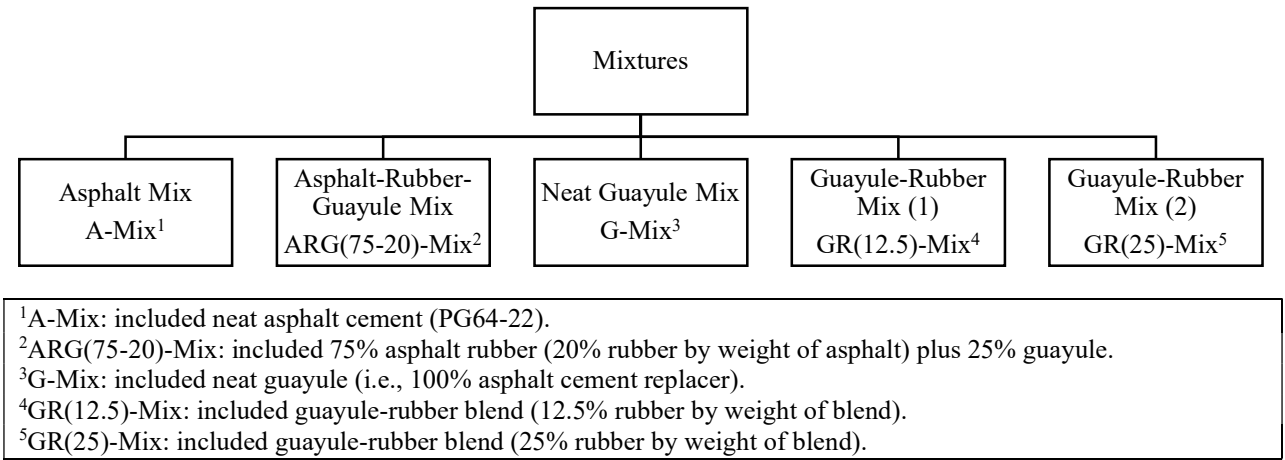 Mixtures
Asphalt Mix
A-Mix¹
Asphalt-Rubber-
Guayule Mix
ARG(75-20)-Mix²
Neat Guayule Mix
G-Mix³
Guayule-Rubber
Mix (1)
GR(12.5)-Mix⁴
Guayule-Rubber
Mix (2)
GR(25)-Mix⁵
¹A-Mix: included neat asphalt cement (PG64-22).
²ARG(75-20)-Mix: included 75% asphalt rubber (20% rubber by weight of asphalt) plus 25% guayule.
³G-Mix: included neat guayule (i.e., 100% asphalt cement replacer).
⁴GR(12.5)-Mix: included guayule-rubber blend (12.5% rubber by weight of blend).
⁵GR(25)-Mix: included guayule-rubber blend (25% rubber by weight of blend).